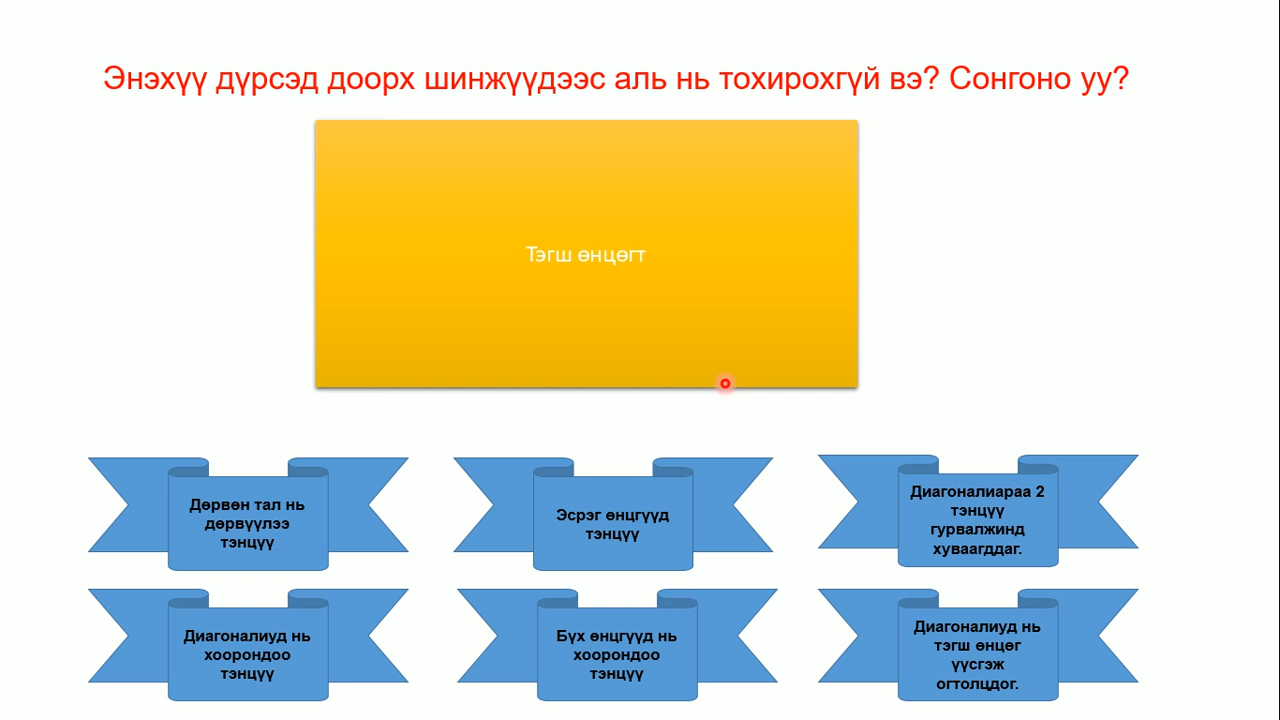 Энэхүү дүрсэд доорх шинжүүдээс аль нь тохирохгүй вэ? Сонгоно уу?
Тэгш өнцөгт
Дөрвөн тал нь
дөрвүүлээ
тэнцүү
Эсрэг өнцгүүд
тэнцүү
Диагоналиараа 2
тэнцүү
гурвалжинд
хуваагддаг.
Диагоналиуд нь
хоорондоо
тэнцүү
Бүх өнцгүүд нь
хоорондоо
тэнцүү
Диагоналиуд нь
тэгш өнцөг
үүсгэж
огтолцдог.